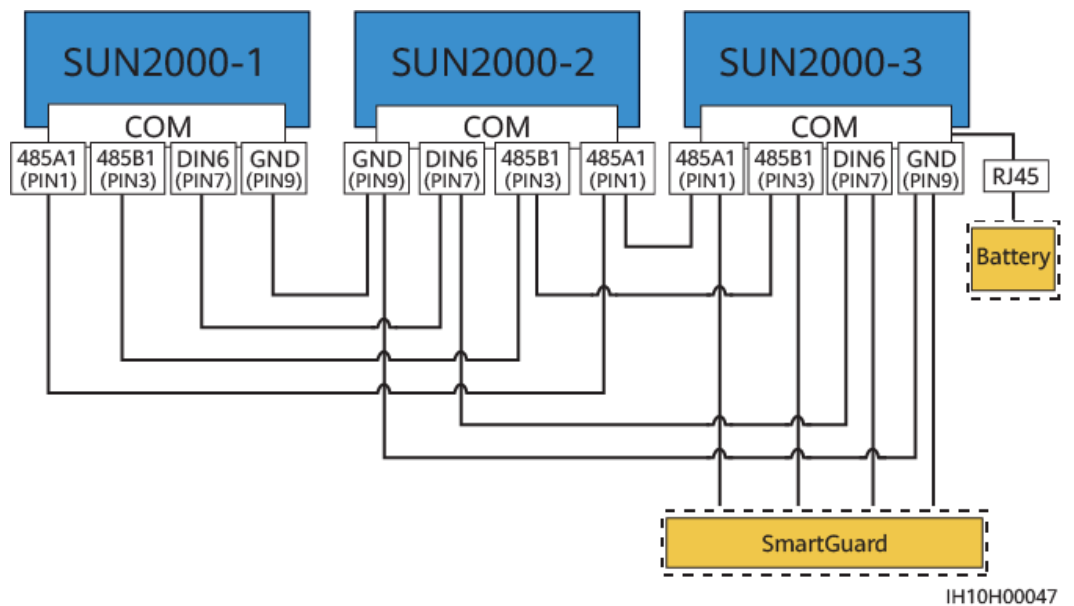 SUN2000-1
SUN2000-2
SUN2000-3
COM
COM
COM
485A1
(PIN1)
485B1
(PIN3)
DIN6
(PIN7)
GND
(PIN9)
GND
(PIN9)
DIN6
(PIN7)
485B1
(PIN3)
485A1
(PIN1)
485A1
(PIN1)
485B1
(PIN3)
DIN6
(PIN7)
GND
(PIN9)
RJ45
Battery
SmartGuard
IH10H00047